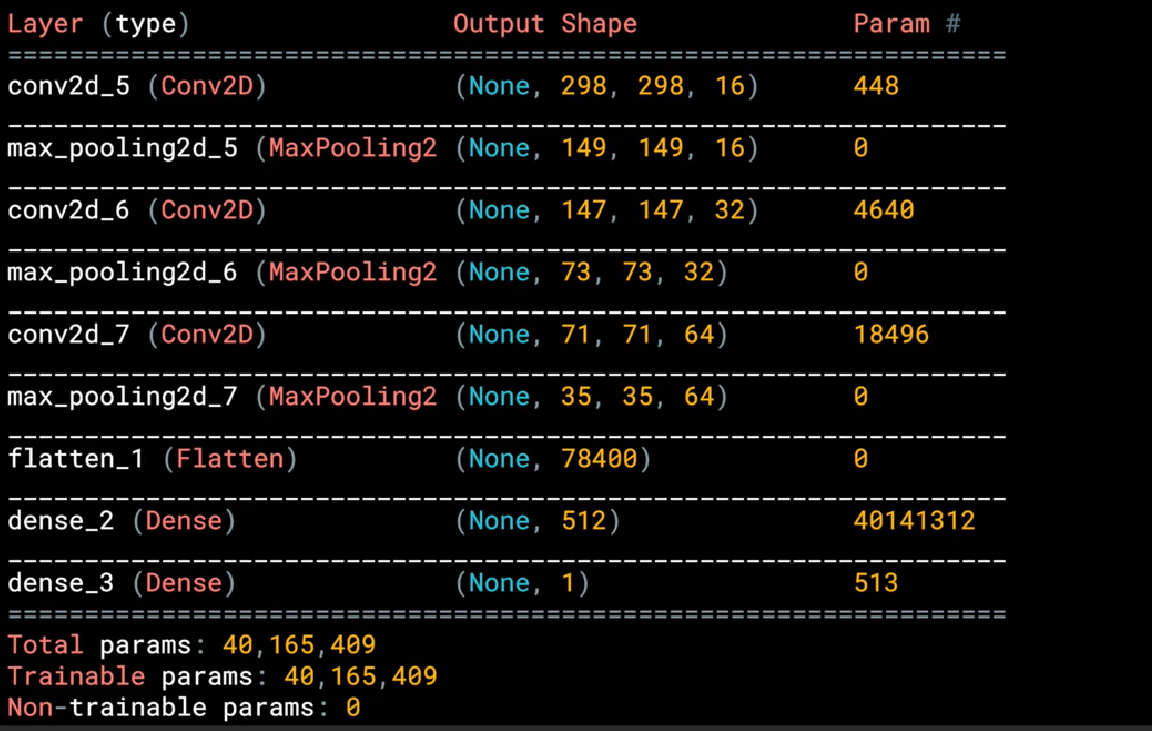 Layer (type) Output Shape Param #
=================================================================
conv2d_5 (Conv2D) (None, 298, 298, 16) 448
_________________________________________________________________
max_pooling2d_5 (MaxPooling2 (None, 149, 149, 16) 0
_________________________________________________________________
conv2d_6 (Conv2D) (None, 147, 147, 32) 4640
_________________________________________________________________
max_pooling2d_6 (MaxPooling2 (None, 73, 73, 32) 0
_________________________________________________________________
conv2d_7 (Conv2D) (None, 71, 71, 64) 18496
_________________________________________________________________
max_pooling2d_7 (MaxPooling2 (None, 35, 35, 64) 0
_________________________________________________________________
flatten_1 (Flatten) (None, 78400) 0
_________________________________________________________________
dense_2 (Dense) (None, 512) 40141312
_________________________________________________________________
dense_3 (Dense) (None, 1) 513
=================================================================
Total params: 40,165,409
Trainable params: 40,165,409
Non-trainable params: 0